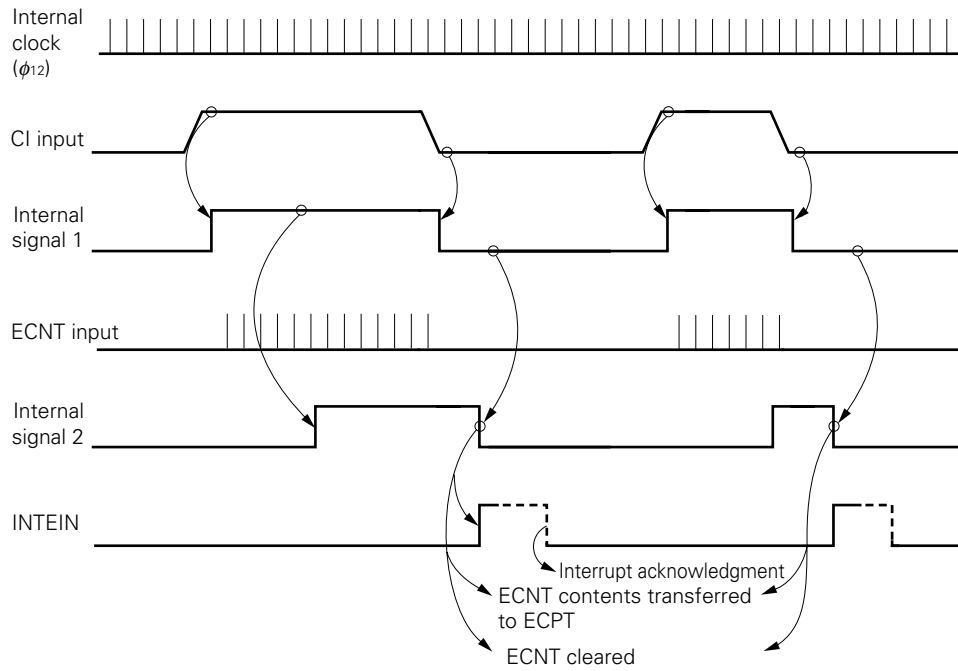 Internal
clock
(ϕ12)
CI input
Internal
signal 1
ECNT input
Internal
signal 2
INTEIN
Interrupt acknowledgment
ECNT contents transferred
to ECPT
ECNT cleared